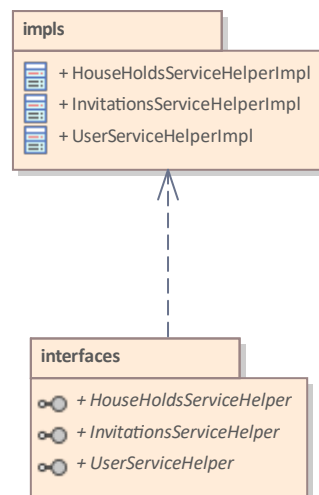 impls
+ HouseHoldsServiceHelperImpl
+ InvitationsServiceHelperImpl
+ UserServiceHelperImpl
interfaces
+ HouseHoldsServiceHelper
+ InvitationsServiceHelper
+ UserServiceHelper